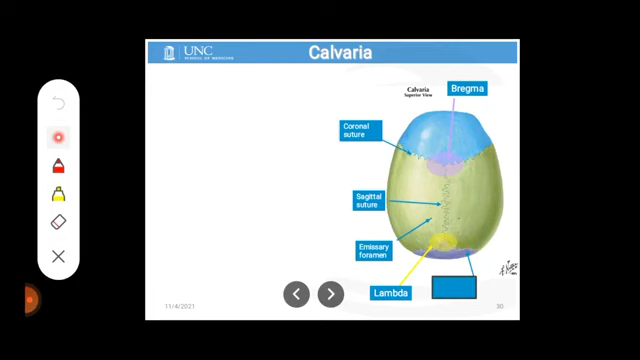 UNC
SCHOOL OF MEDICINE
Calvaria
Calvaria
Superior View
Bregma
Coronal
suture
Sagittal
suture
Emissary
foramen
Lambda
11/4/2021
30